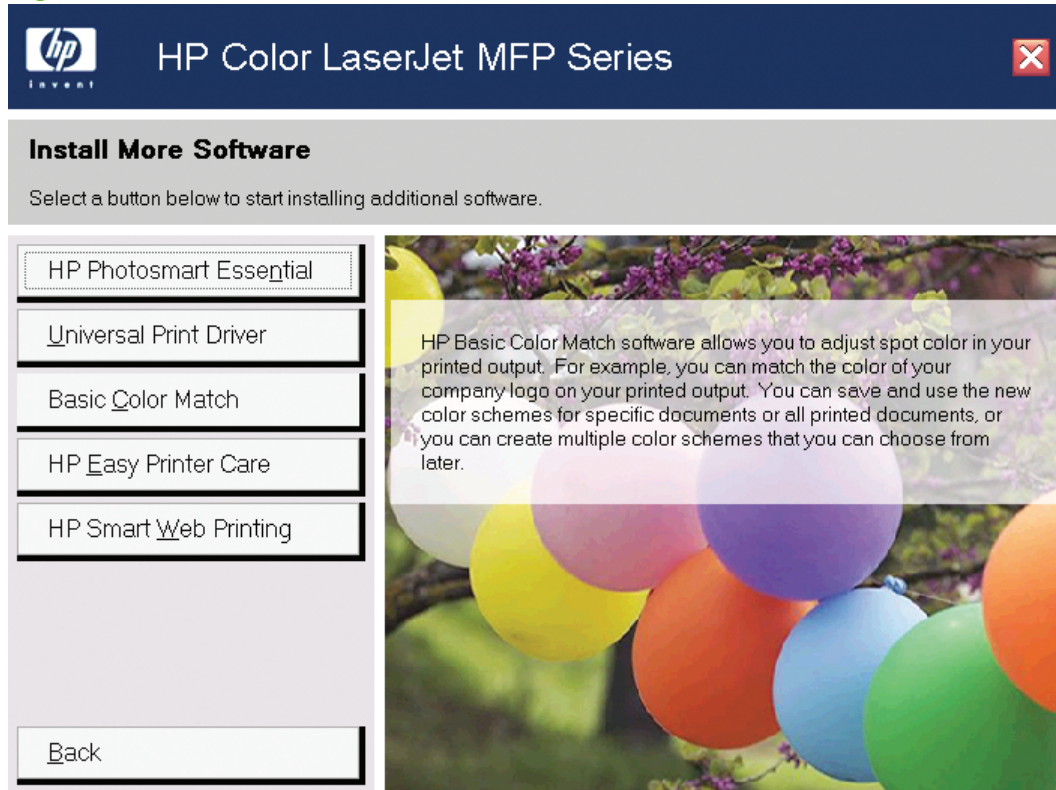 hp
invent
HP Color LaserJet MFP Series
Install More Software
Select a button below to start installing additional software.
HP Photosmart Essential
Universal Print Driver
Basic Color Match
HP Easy Printer Care
HP Smart Web Printing
Back
HP Basic Color Match software allows you to adjust spot color in your
printed output. For example, you can match the color of your
company logo on your printed output. You can save and use the new
color schemes for specific documents or all printed documents, or
you can create multiple color schemes that you can choose from
later.